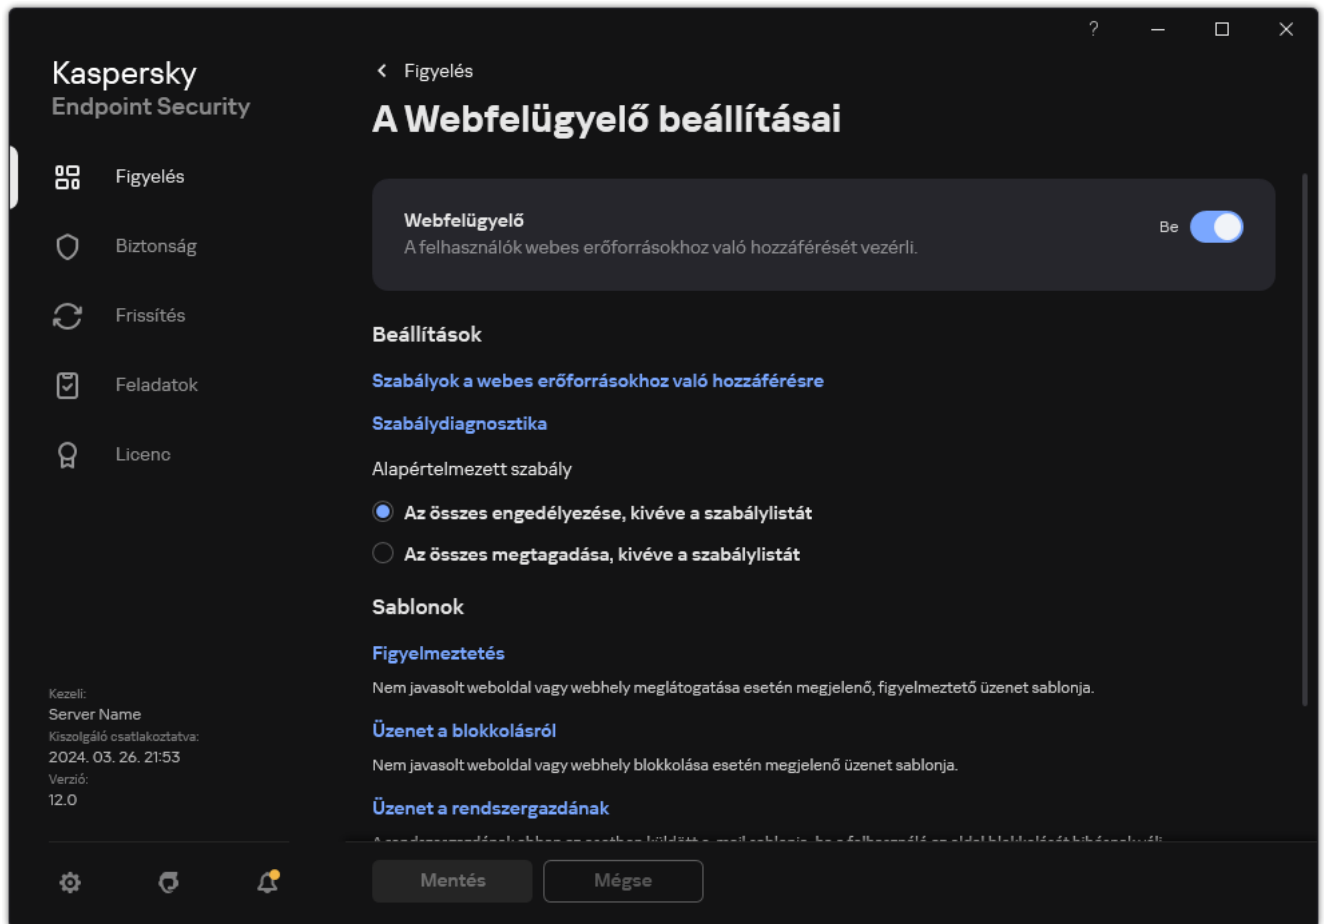 Kaspersky
Endpoint Security
Figyelés
Biztonság
Frissítés
Feladatok
Licenc
Kezeli:
Server Name
Kiszolgáló csatlakoztatva:
2024. 03. 26. 21:53
Verzió:
12.0
?
Figyelés
A Webfelügyelő beállításai
Webfelügyelő
A felhasználók webes erőforrásokhoz való hozzáférését vezérli.
Be
Beállítások
Szabályok a webes erőforrásokhoz való hozzáférésre
Szabálydiagnosztika
Alapértelmezett szabály
Az összes engedélyezése, kivéve a szabálylistát
Az összes megtagadása, kivéve a szabálylistát
Sablonok
Figyelmeztetés
Nem javasolt weboldal vagy webhely meglátogatása esetén megjelenő, figyelmeztető üzenet sablonja.
Üzenet a blokkolásról
Nem javasolt weboldal vagy webhely blokkolása esetén megjelenő üzenet sablonja.
Üzenet a rendszergazdának
Mentés
Mégse